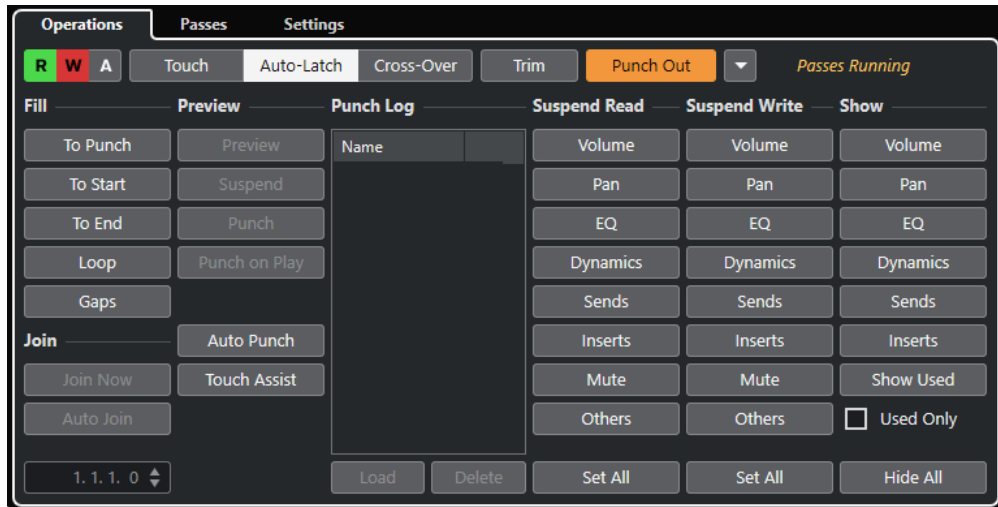 Operations Passes Settings
R W A Touch Auto-Latch Cross-Over Trim Punch Out Passes Running
Fill Preview Punch Log Suspend Read Suspend Write Show
To Punch Preview Name Volume Volume Volume
To Start Suspend Pan Pan Pan
To End Punch EQ EQ EQ
Loop Punch on Play Dynamics Dynamics Dynamics
Gaps Sends Sends Sends
Join Auto Punch Inserts Inserts Inserts
Join Now Touch Assist Mute Mute Show Used
Auto Join Others Others Used Only
1. 1. 1. 0 Load Delete Set All Set All Hide All